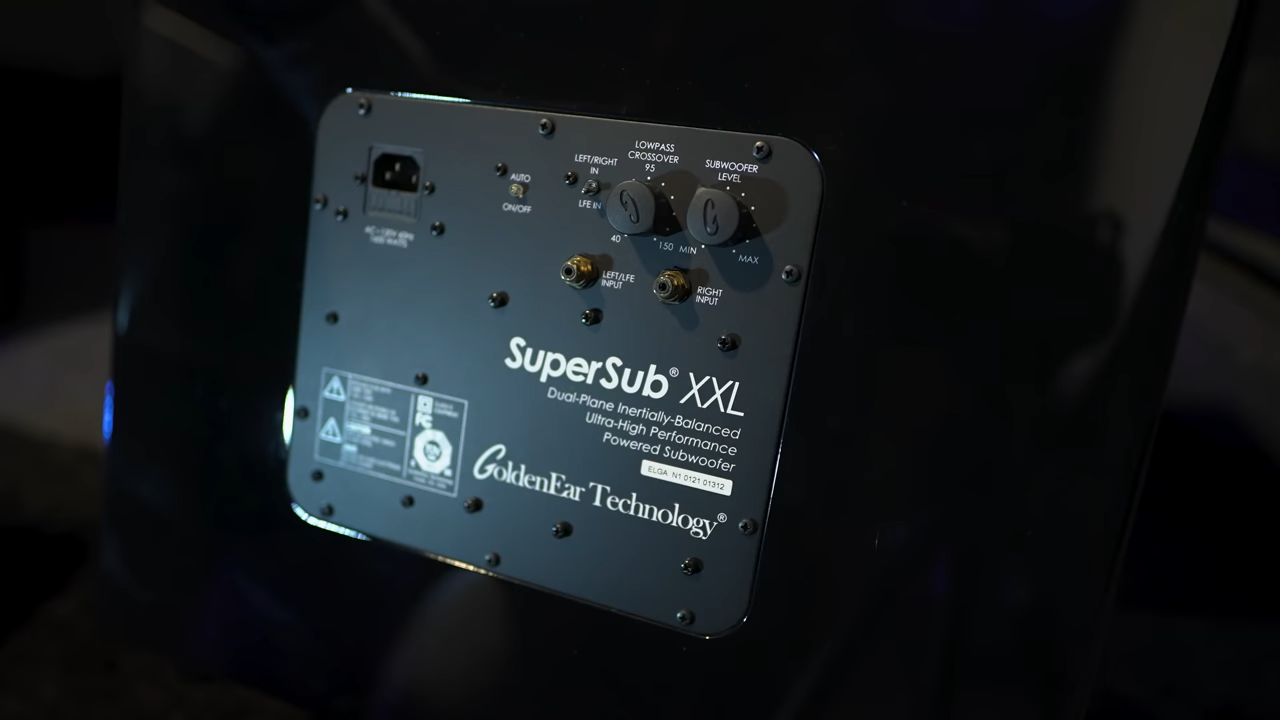 LOWPASS
CROSSOVER
95
LEFT/RIGHT
IN
SUBWOOFER
LEVEL
AUTO
ON/OFF
LFE IN
40
150
MIN
MAX
LEFT/LFE
INPUT
RIGHT
INPUT
SuperSub® XXL
Dual-Plane Inertially-Balanced
Ultra-High Performance
Powered Subwoofer
ELGA N1 0121 01312
GoldenEar Technology®
FC